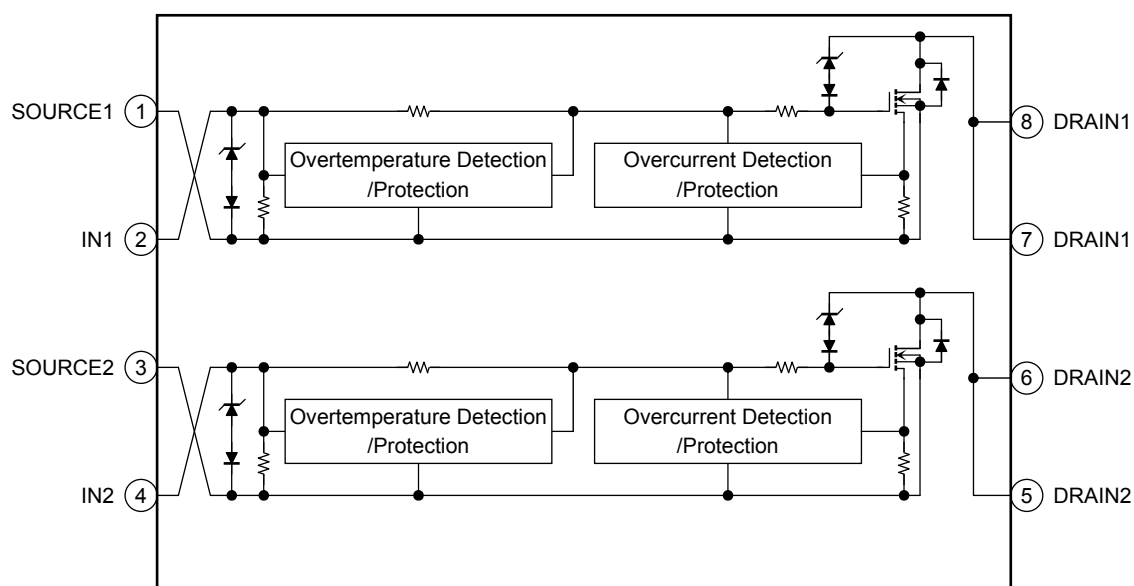 SOURCE1 1
Overtemperature Detection
/Protection
Overcurrent Detection
/Protection
8 DRAIN1
IN1 2
7 DRAIN1
SOURCE2 3
Overtemperature Detection
/Protection
Overcurrent Detection
/Protection
6 DRAIN2
IN2 4
5 DRAIN2